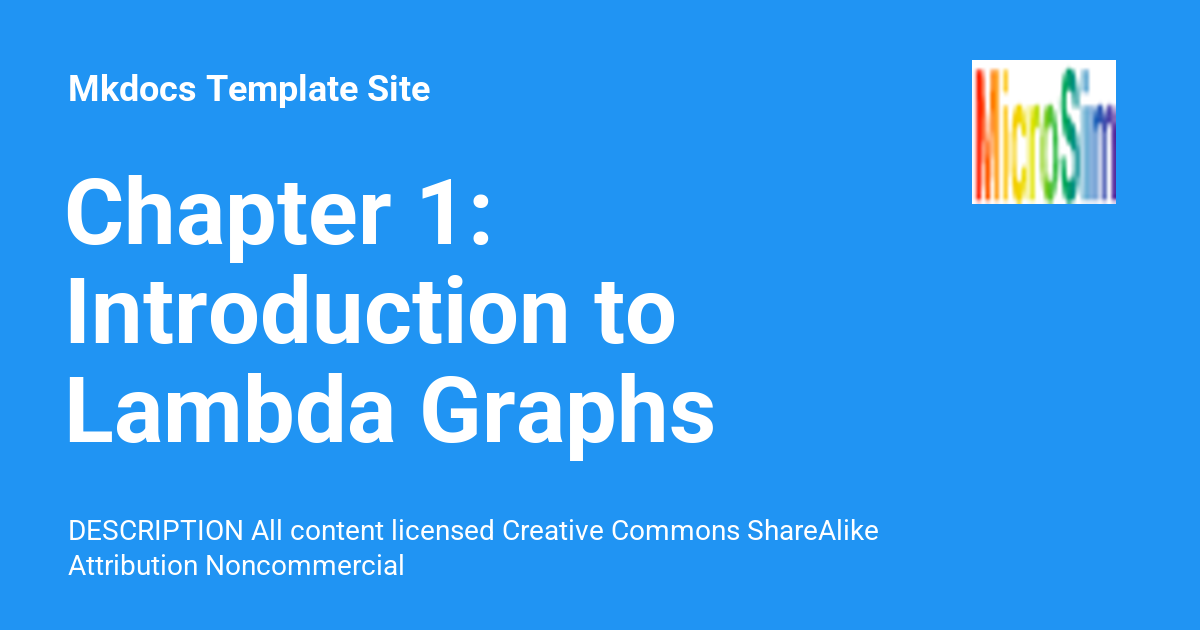 Mkdocs Template Site
MicroSim
Chapter 1:
Introduction to
Lambda Graphs
DESCRIPTION All content licensed Creative Commons ShareAlike
Attribution Noncommercial